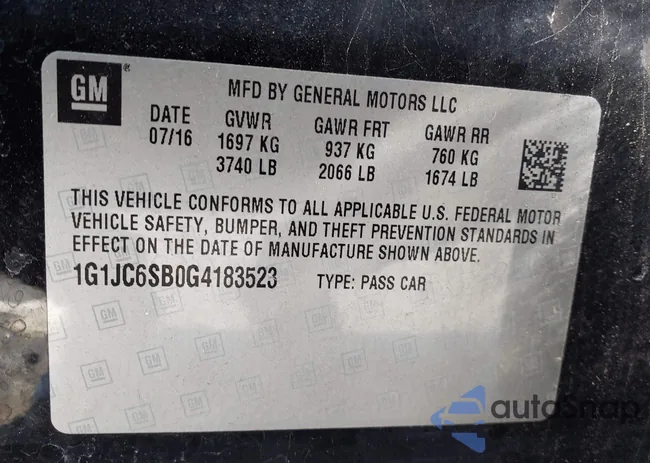 GM ®
MFD BY GENERAL MOTORS LLC
DATE GVWR GAWR FRT GAWR RR
07/16 1697 KG 937 KG 760 KG
3740 LB 2066 LB 1674 LB
THIS VEHICLE CONFORMS TO ALL APPLICABLE U.S. FEDERAL MOTOR
VEHICLE SAFETY, BUMPER, AND THEFT PREVENTION STANDARDS IN
EFFECT ON THE DATE OF MANUFACTURE SHOWN ABOVE.
1G1JC6SB0G4183523 TYPE: PASS CAR
autoSnap